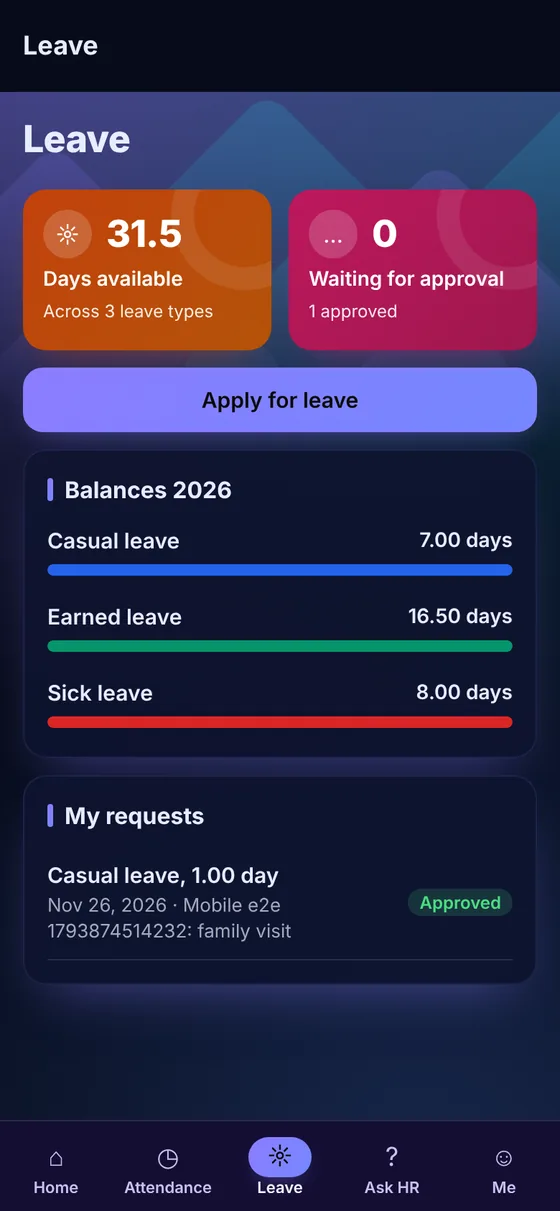 Leave
Leave
31.5
Days available
Across 3 leave types
... 0
Waiting for approval
1 approved
Apply for leave
Balances 2026
Casual leave 7.00 days
Earned leave 16.50 days
Sick leave 8.00 days
My requests
Casual leave, 1.00 day
Nov 26, 2026 · Mobile e2e
1793874514232: family visit
Approved
? 
Home Attendance Leave Ask HR Me